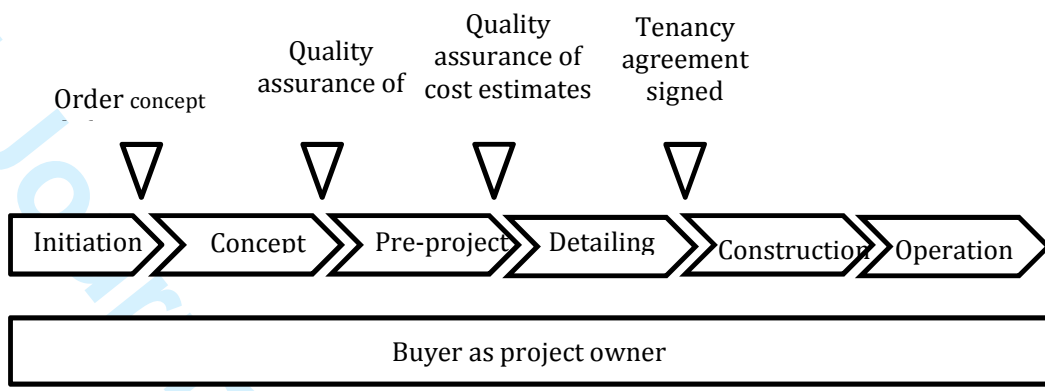 Order concept
Quality
assurance of
Quality
assurance of
cost estimates
Tenancy
agreement
signed
Initiation
Concept
Pre-project
Detailing
Construction
Operation
Buyer as project owner